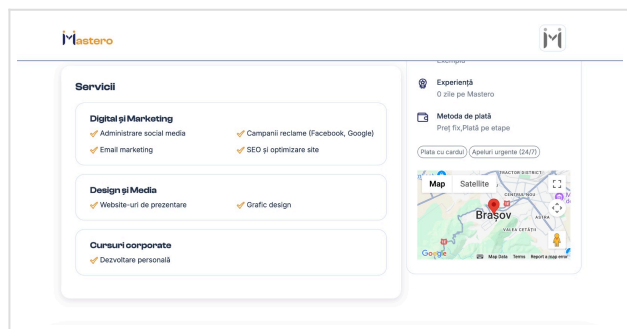 Mastero
Servicii
Digital și Marketing
Administrare social media
Campanii reclame (Facebook, Google)
Email marketing
SEO și optimizare site
Design și Media
Website-uri de prezentare
Grafic design
Cursuri corporate
Dezvoltare personală
Experiență
0 zile pe Mastero
Metoda de plată
Preț fix,Plată pe etape
Plata cu cardul
Apeluri urgente (24/7)
Map
Satellite
TRACTOR DISTRICT
CENTRUL NOU
Brașov
ASTRA
VALEA CETĂȚII
Google
Map Data
Terms
Report a map error